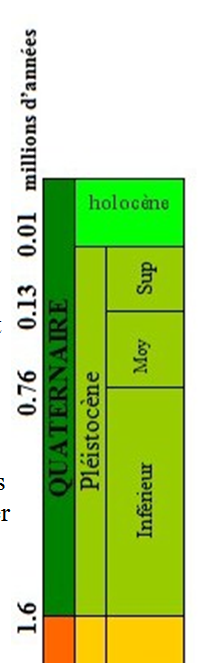 millions d'années
holocène
0.01
Sup
0.13
QUATERNAIRE
Pléistocène
Moy
0.76
Inférieur
s
r
1.6